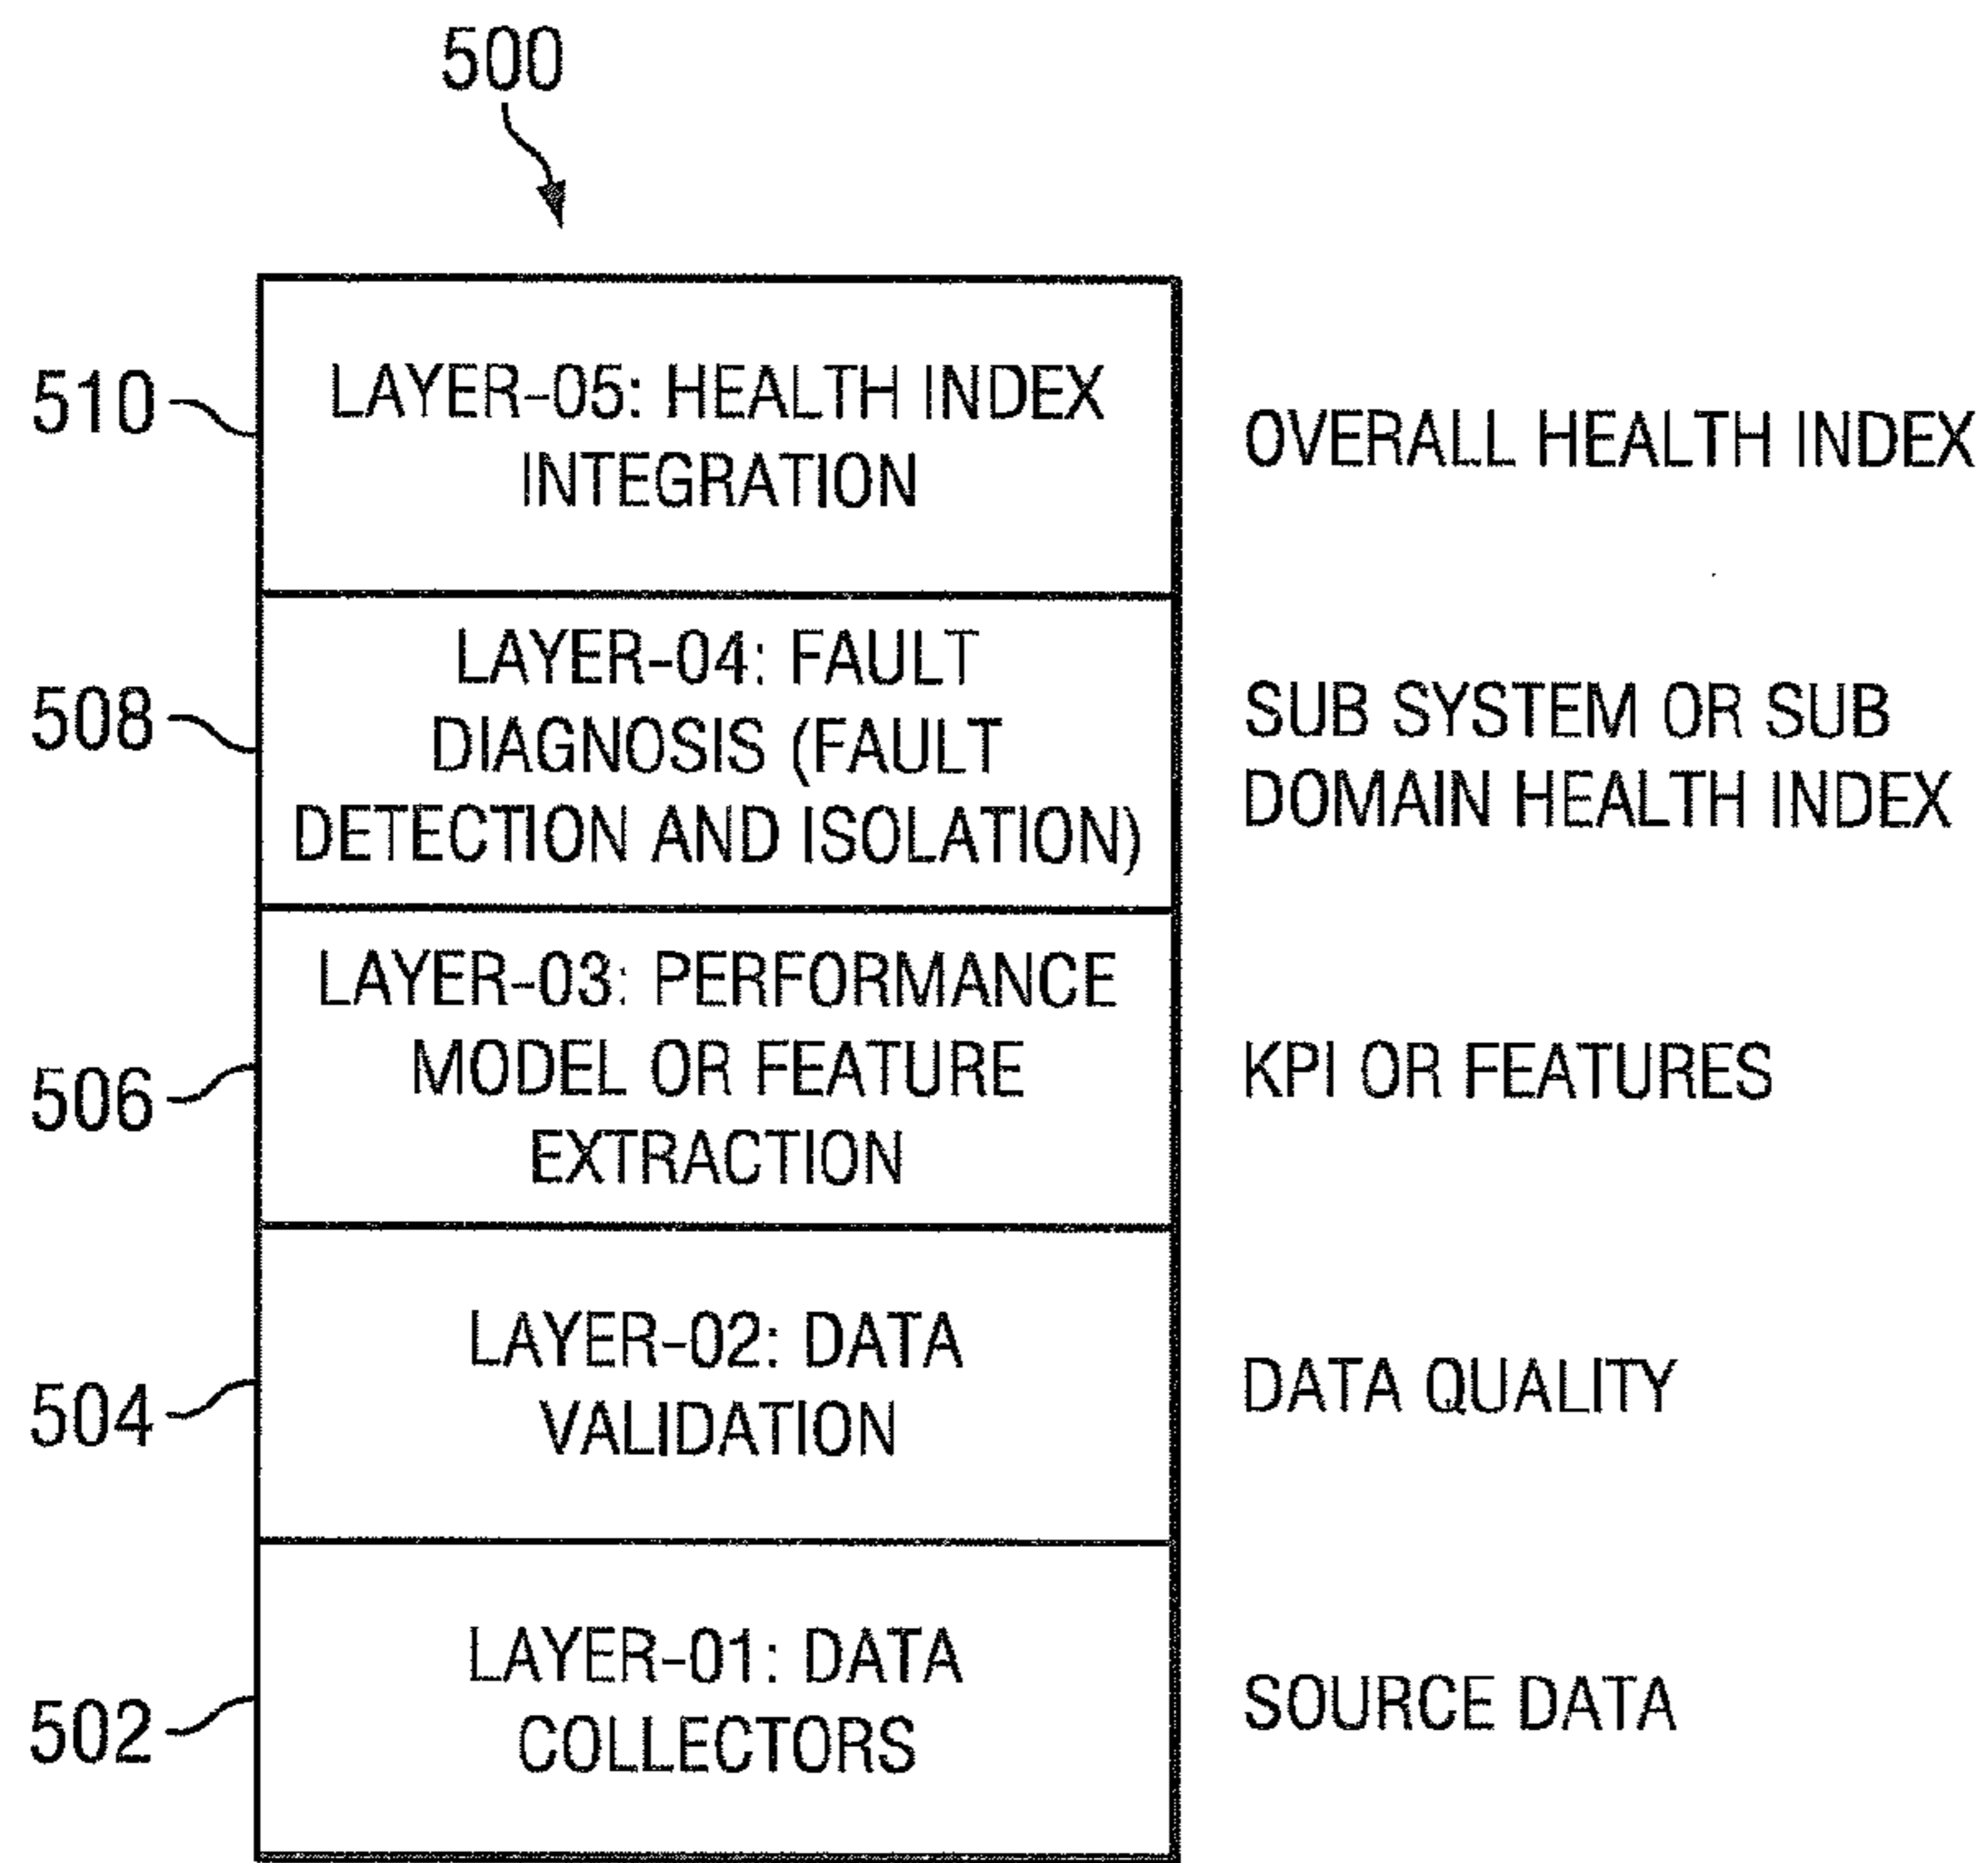 500
510
LAYER-05: HEALTH INDEX
INTEGRATION
OVERALL HEALTH INDEX
508
LAYER-04: FAULT
DIAGNOSIS (FAULT
DETECTION AND ISOLATION)
SUB SYSTEM OR SUB
DOMAIN HEALTH INDEX
506
LAYER-03: PERFORMANCE
MODEL OR FEATURE
EXTRACTION
KPI OR FEATURES
504
LAYER-02: DATA
VALIDATION
DATA QUALITY
502
LAYER-01: DATA
COLLECTORS
SOURCE DATA